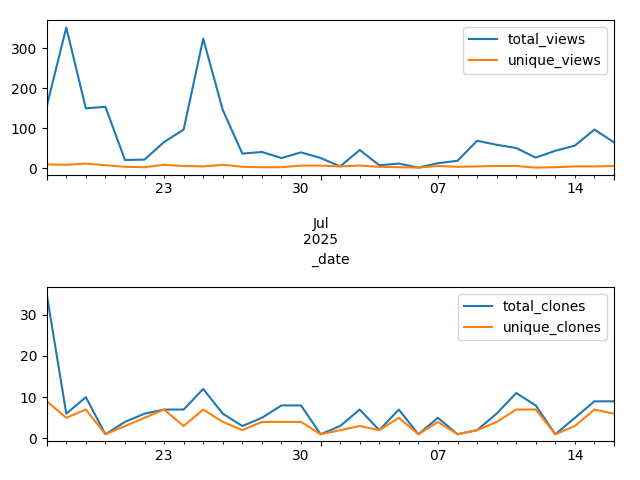 total_views
unique_views
300
200
100
0
23
30
07
14
Jul
2025
_date
total_clones
unique_clones
30
20
10
0
23
30
07
14